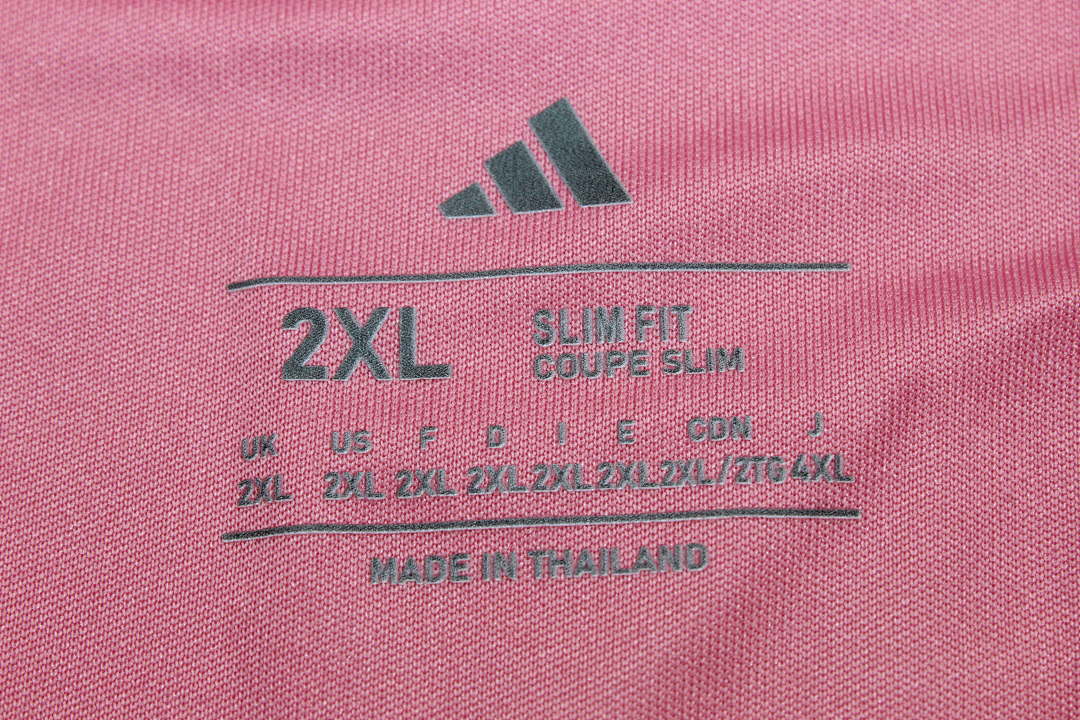 2XL SLIM FIT
COUPE SLIM
UK US F D I E CDN J
2XL 2XL 2XL 2XL 2XL 2XL 2XL/2TG 4XL
MADE IN THAILAND